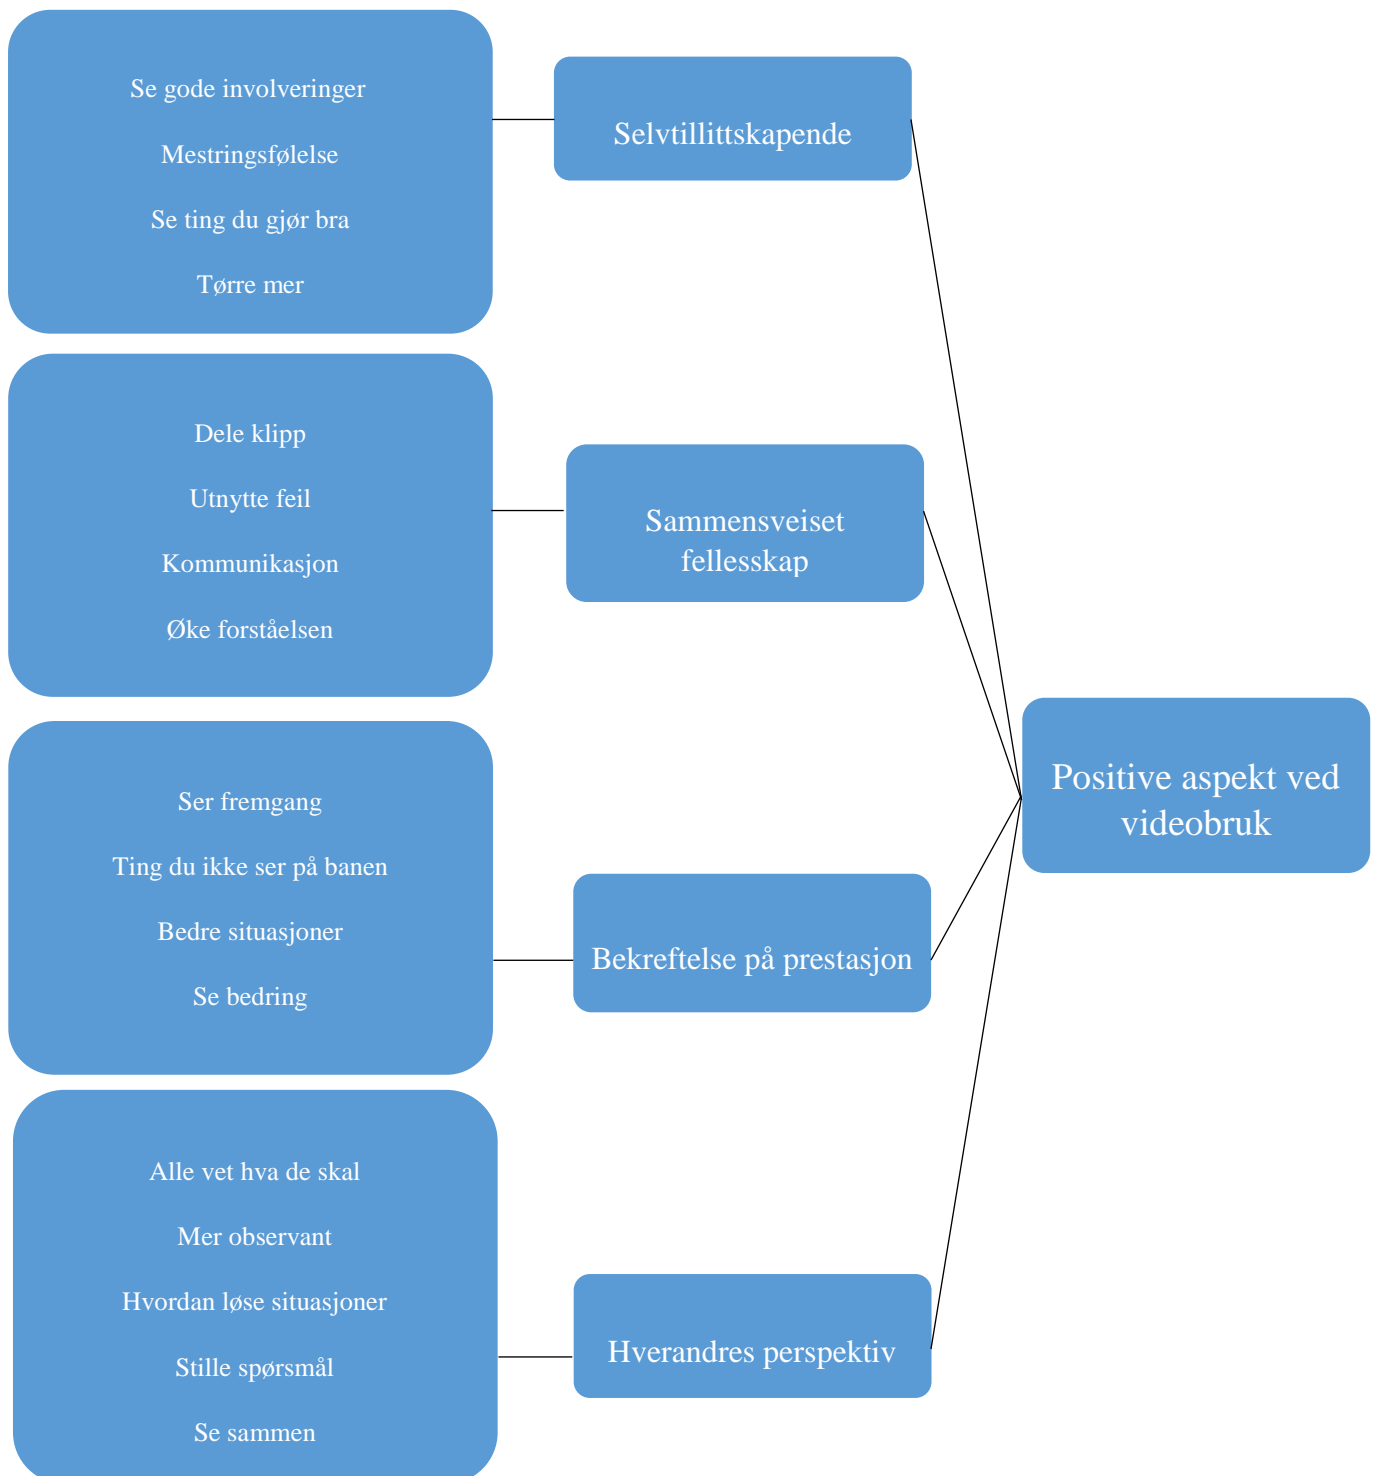 Se gode involveringer
Mestringsfølelse
Se ting du gjør bra
Tørre mer
Selvtillittskapende
Dele klipp
Utnytte feil
Kommunikasjon
Øke forståelsen
Sammensveiset
fellesskap
Ser fremgang
Ting du ikke ser på banen
Bedre situasjoner
Se bedring
Bekreftelse på prestasjon
Alle vet hva de skal
Mer observant
Hvordan løse situasjoner
Stille spørsmål
Se sammen
Hverandres perspektiv
Positive aspekt ved
videobruk